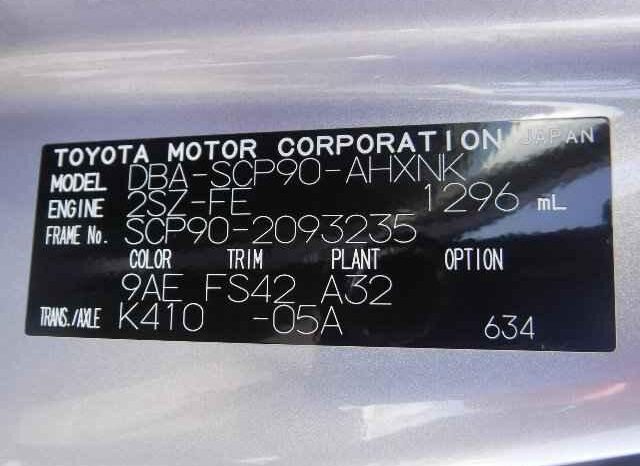 TOYOTA MOTOR CORPORATION JAPAN
MODEL DBA-SCP90-AHXNK
ENGINE 2SZ-FE 1296 mL
FRAME No. SCP90-2093235
COLOR TRIM PLANT OPTION
9AE FS42 A32
TRANS./AXLE K410 -05A 634